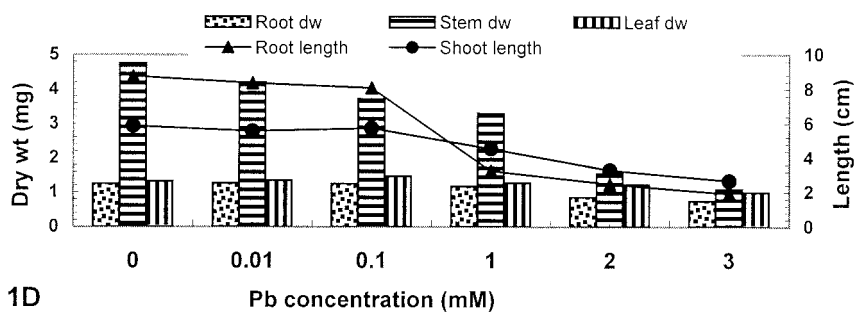 Root dw Stem dw Leaf dw
Root length Shoot length
Dry wt (mg)
5
4
3
2
1
0
Length (cm)
10
8
6
4
2
0
0 0.01 0.1 1 2 3
1D Pb concentration (mM)